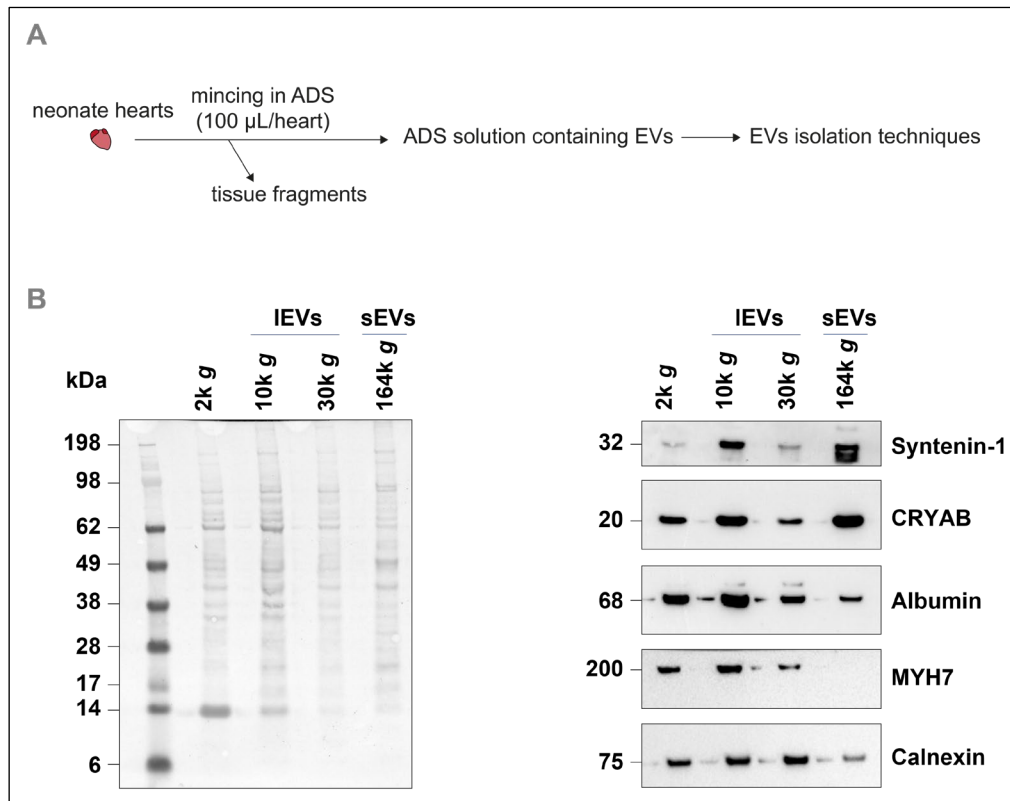 A
neonate hearts
mincing in ADS
(100 µL/heart)
tissue fragments
ADS solution containing EVs
EVs isolation techniques
B
kDa
lEVs
sEVs
2k g
10k g
30k g
164k g
198
98
62
49
38
28
17
14
6
lEVs
sEVs
2k g
10k g
30k g
164k g
32
Syntenin-1
20
CRYAB
68
Albumin
200
MYH7
75
Calnexin